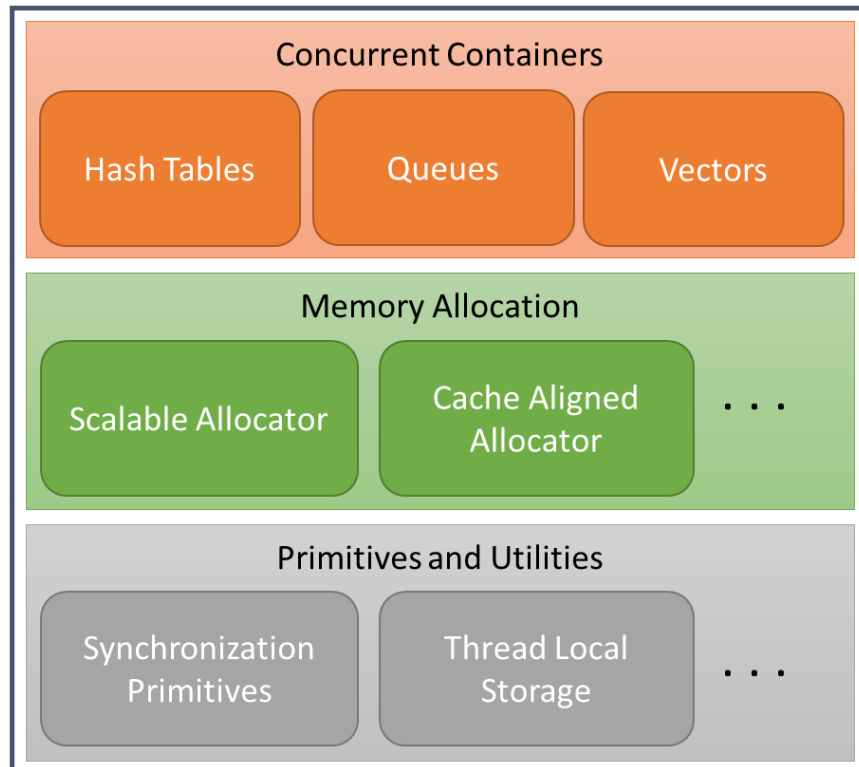 Concurrent Containers
Hash Tables
Queues
Vectors
Memory Allocation
Scalable Allocator
Cache Aligned
Allocator
. . .
Primitives and Utilities
Synchronization
Primitives
Thread Local
Storage
. . .